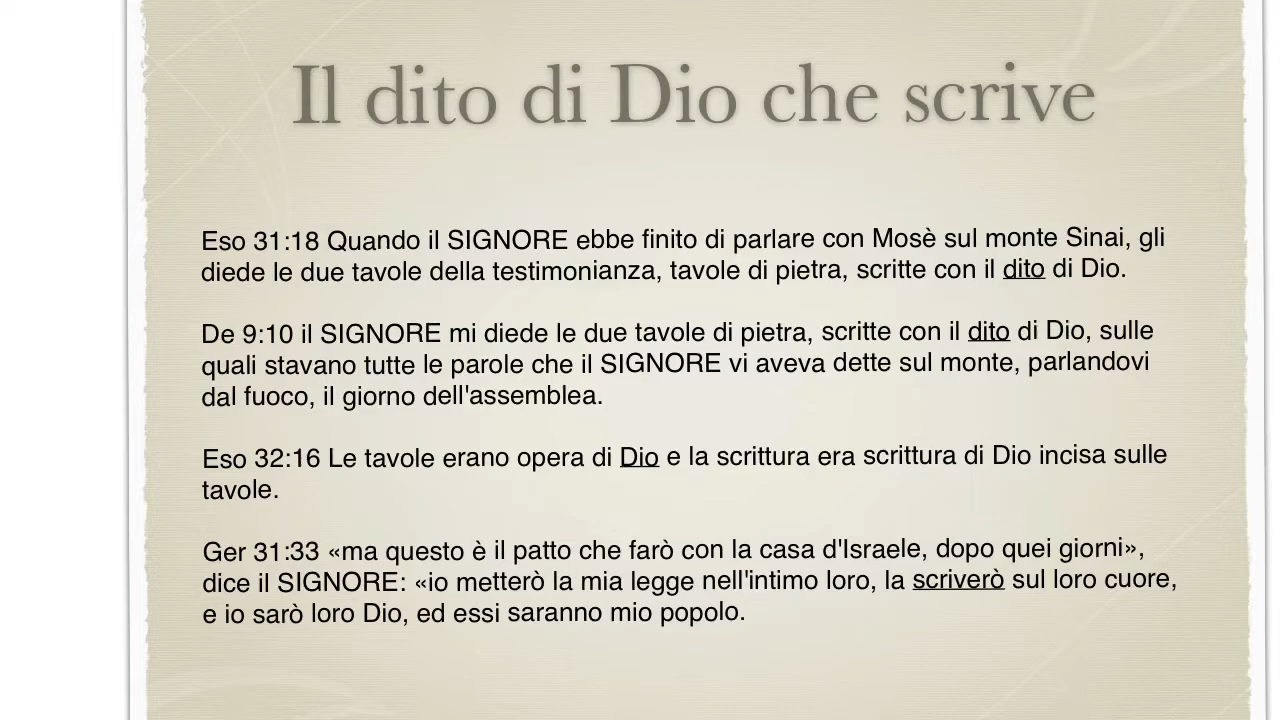 Il dito di Dio che scrive
Eso 31:18 Quando il SIGNORE ebbe finito di parlare con Mosè sul monte Sinai, gli
diede le due tavole della testimonianza, tavole di pietra, scritte con il dito di Dio.
De 9:10 il SIGNORE mi diede le due tavole di pietra, scritte con il dito di Dio, sulle
quali stavano tutte le parole che il SIGNORE vi aveva dette sul monte, parlandovi
dal fuoco, il giorno dell'assemblea.
Eso 32:16 Le tavole erano opera di Dio e la scrittura era scrittura di Dio incisa sulle
tavole.
Ger 31:33 «ma questo è il patto che farò con la casa d'Israele, dopo quei giorni»,
dice il SIGNORE: «io metterò la mia legge nell'intimo loro, la scriverò sul loro cuore,
e io sarò loro Dio, ed essi saranno mio popolo.